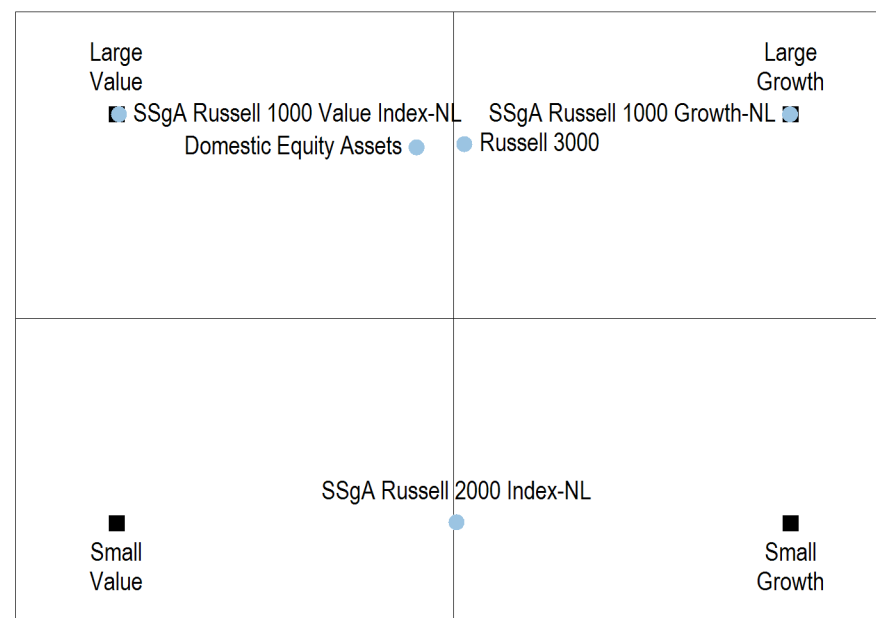 Large
Value
Large
Growth
SSgA Russell 1000 Value Index-NL
SSgA Russell 1000 Growth-NL
Domestic Equity Assets
Russell 3000
SSgA Russell 2000 Index-NL
Small
Value
Small
Growth